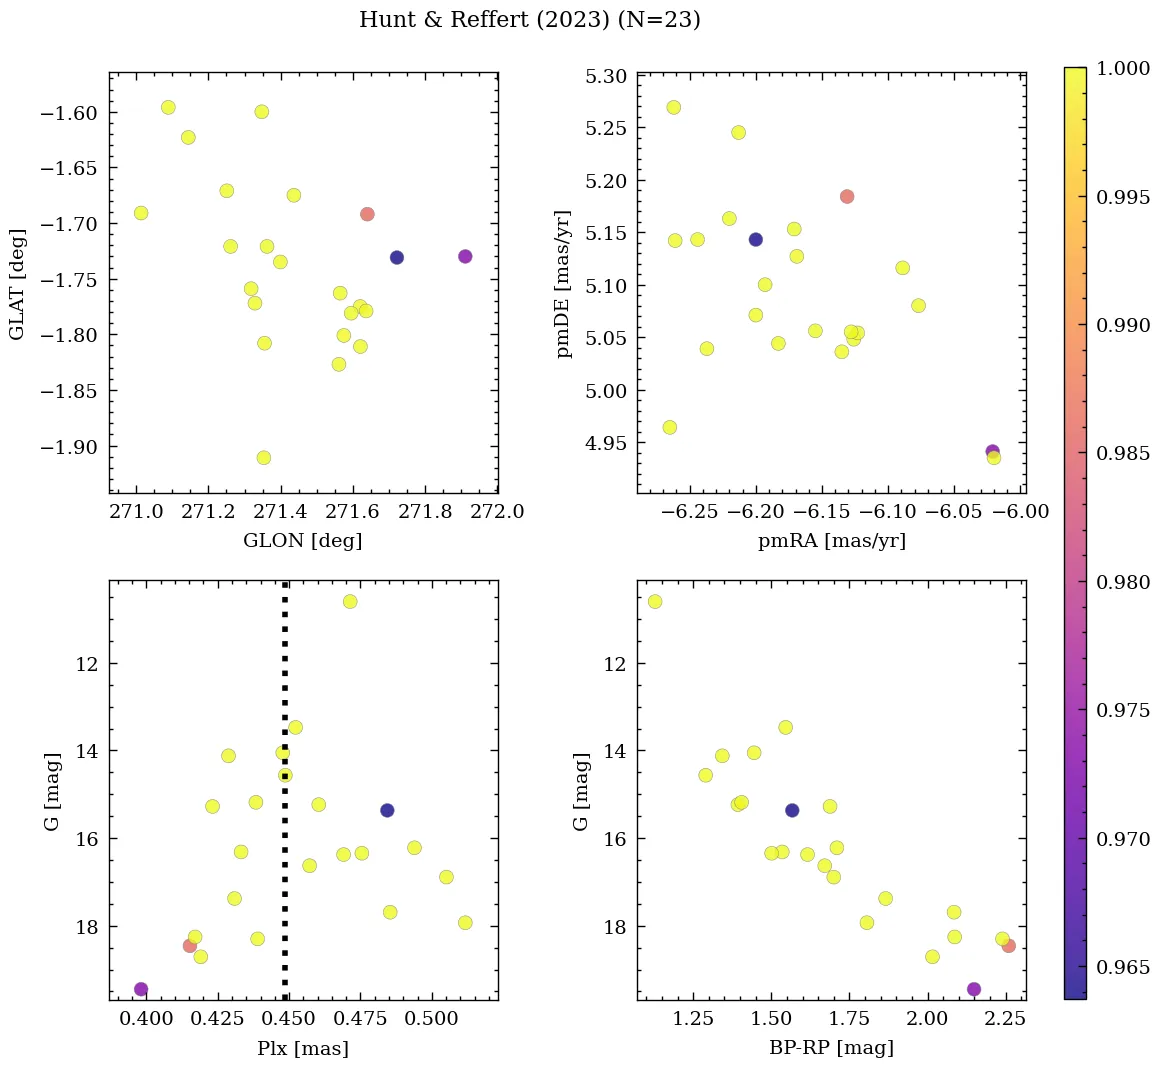 Hunt & Reffert (2023) (N=23)
−1.60
−1.65
−1.70
−1.75
−1.80
−1.85
−1.90
GLAT [deg]
271.0 271.2 271.4 271.6 271.8 272.0
GLON [deg]
5.30
5.25
5.20
5.15
5.10
5.05
5.00
4.95
pmDE [mas/yr]
−6.25 −6.20 −6.15 −6.10 −6.05 −6.00
pmRA [mas/yr]
12
14
16
18
G [mag]
0.400 0.425 0.450 0.475 0.500
Plx [mas]
12
14
16
18
G [mag]
1.25 1.50 1.75 2.00 2.25
BP-RP [mag]
1.000
0.995
0.990
0.985
0.980
0.975
0.970
0.965